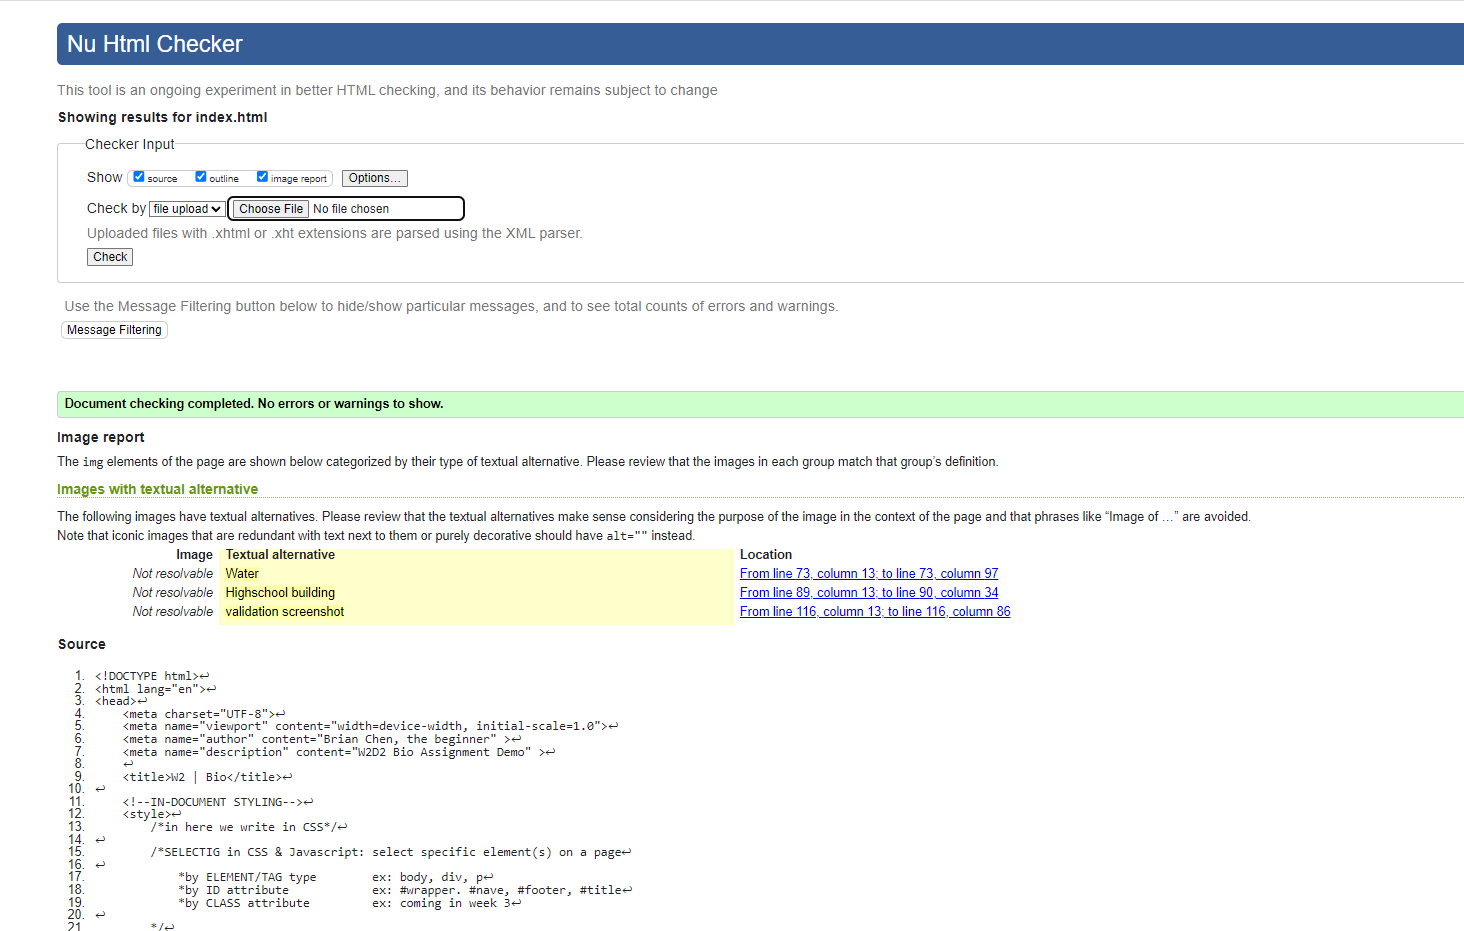 Nu Html Checker
This tool is an ongoing experiment in better HTML checking, and its behavior remains subject to change
Showing results for index.html
Checker Input
Show source outline image report Options...
Check by file upload Choose File No file chosen
Uploaded files with .xhtml or .xht extensions are parsed using the XML parser.
Check
Use the Message Filtering button below to hide/show particular messages, and to see total counts of errors and warnings.
Message Filtering
Document checking completed. No errors or warnings to show.
Image report
The img elements of the page are shown below categorized by their type of textual alternative. Please review that the images in each group match that group's definition.
Images with textual alternative
The following images have textual alternatives. Please review that the textual alternatives make sense considering the purpose of the image in the context of the page and that phrases like “Image of …” are avoided.
Note that iconic images that are redundant with text next to them or purely decorative should have alt="" instead.
Image Textual alternative Location
Not resolvable Water From line 73, column 13; to line 73, column 97
Not resolvable Highschool building From line 89, column 13; to line 90, column 34
Not resolvable validation screenshot From line 116, column 13; to line 116, column 86
Source
1. <!DOCTYPE html>↩
2. <html lang="en">↩
3. <head>↩
4. <meta charset="UTF-8">↩
5. <meta name="viewport" content="width=device-width, initial-scale=1.0">↩
6. <meta name="author" content="Brian Chen, the beginner" >↩
7. <meta name="description" content="W2D2 Bio Assignment Demo" >↩
8. ↩
9. <title>W2 | Bio</title>↩
10. ↩
11. <!--IN-DOCUMENT STYLING-->↩
12. <style>↩
13. /*in here we write in CSS*/↩
14. ↩
15. /*SELECTIG in CSS & Javascript: select specific element(s) on a page↩
16. ↩
17. *by ELEMENT/TAG type ex: body, div, p↩
18. *by ID attribute ex: #wrapper. #nave, #footer, #title↩
19. *by CLASS attribute ex: coming in week 3↩
20. ↩
21 */↩